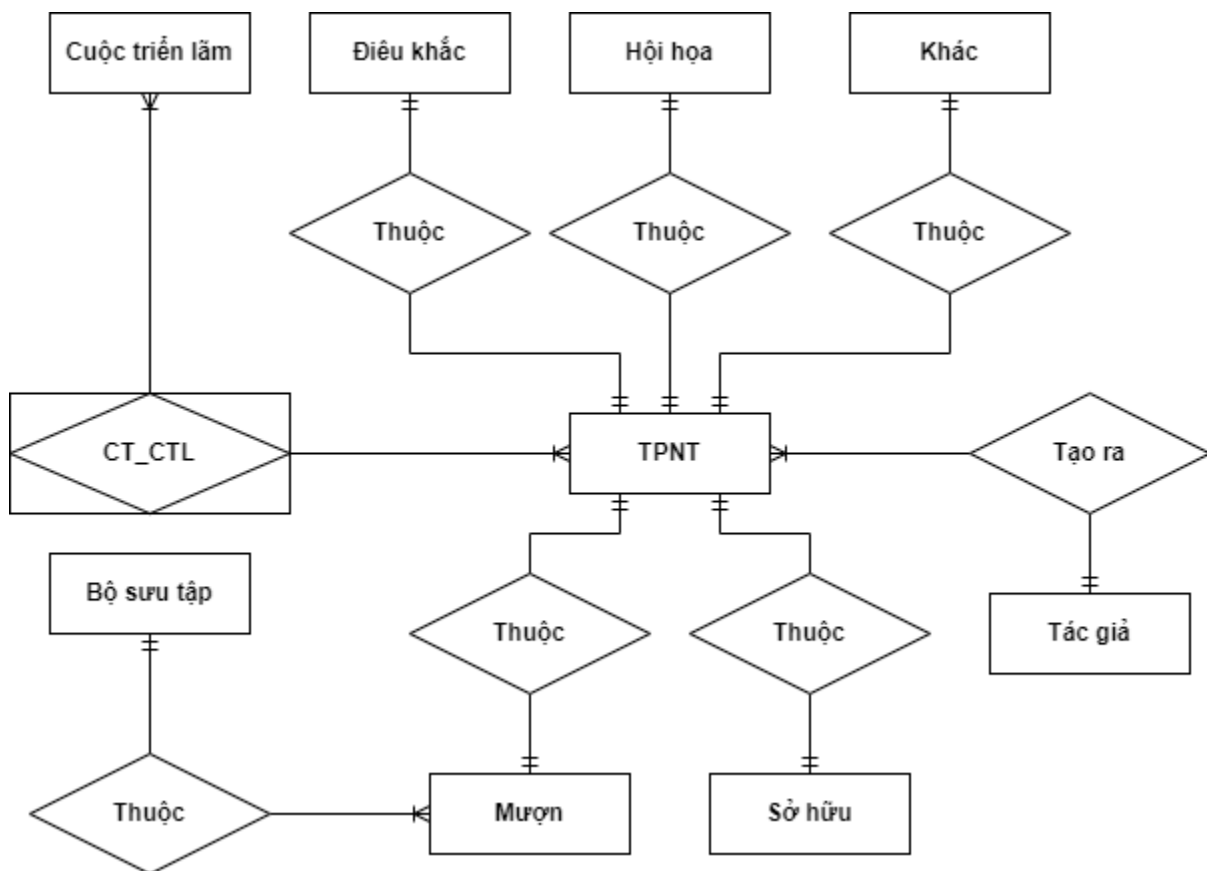 Cuộc triển lãm
Điêu khắc
Hội họa
Khác
Thuộc
Thuộc
Thuộc
CT_CTL
TPNT
Tạo ra
Bộ sưu tập
Thuộc
Thuộc
Tác giả
Thuộc
Mượn
Sở hữu